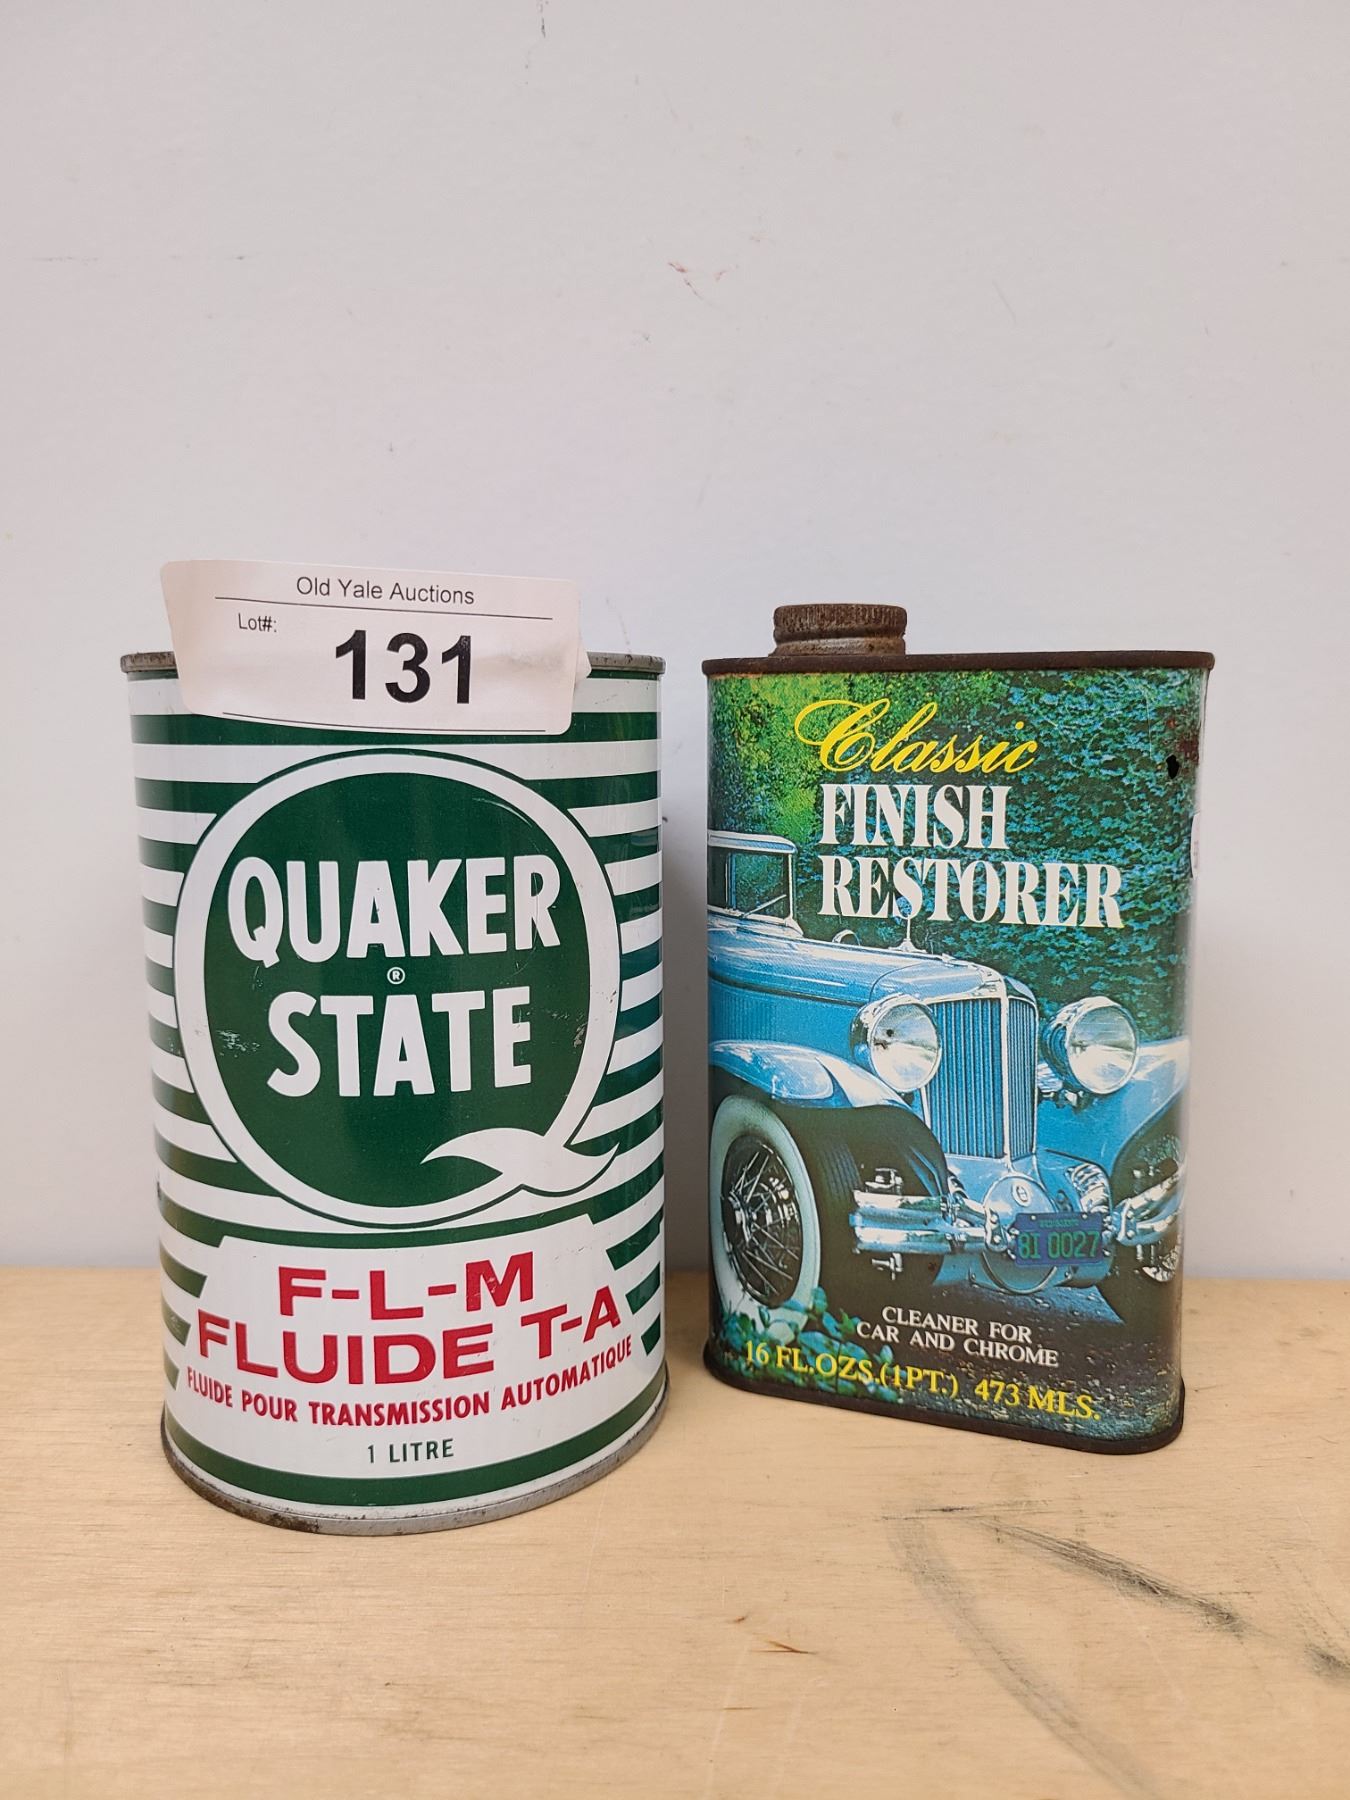 Old Yale Auctions
Lot#:
131
QUAKER
®
STATE
F-L-M
FLUIDE T-A
FLUIDE POUR TRANSMISSION AUTOMATIQUE
1 LITRE
Classic
FINISH
RESTORER
81 0027
CLEANER FOR
CAR AND CHROME
16 FL.OZS.(1PT.) 473 MLS.